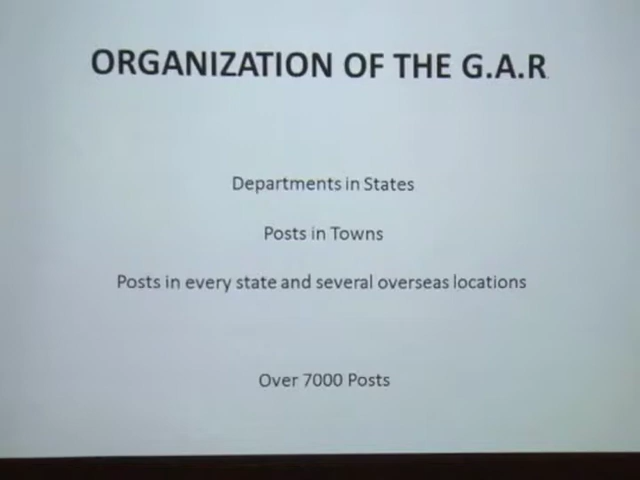 ORGANIZATION OF THE G.A.R.
Departments in States
Posts in Towns
Posts in every state and several overseas locations
Over 7000 Posts